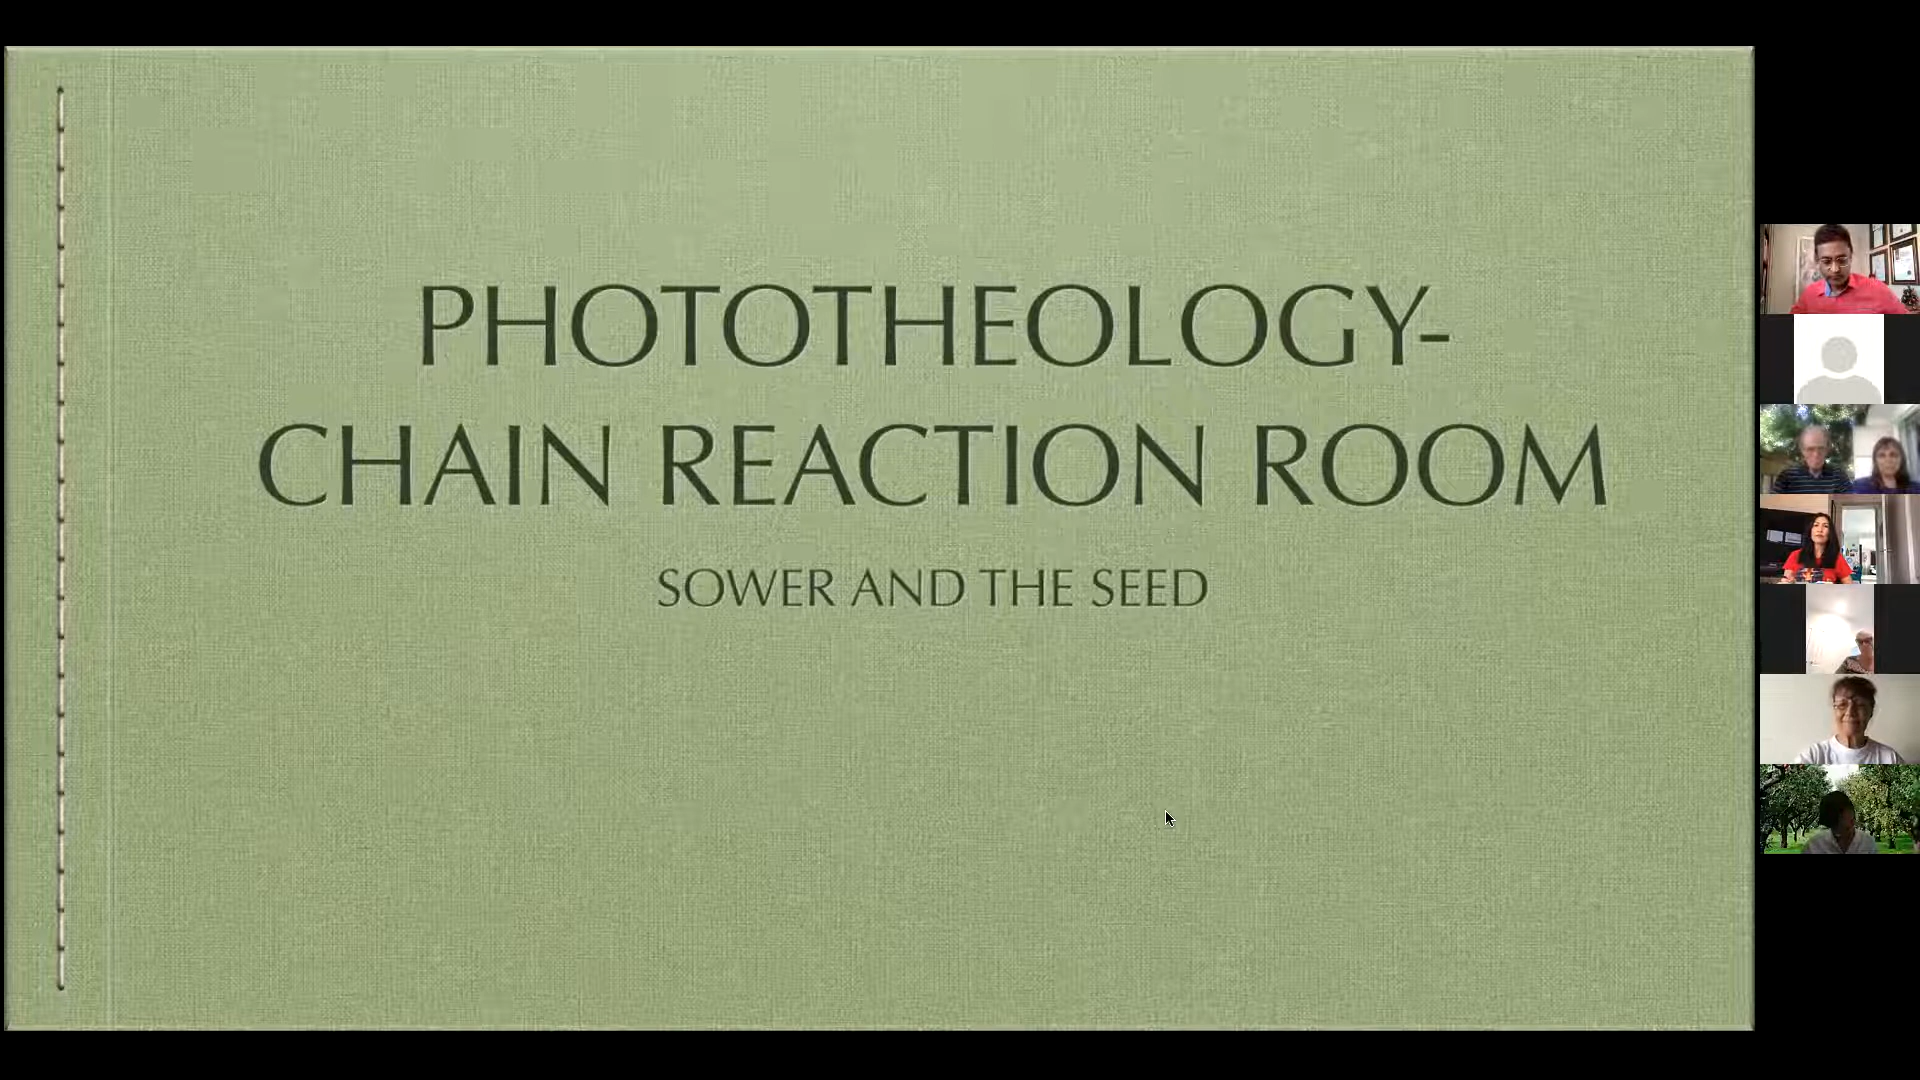 PHOTOTHEOLOGY-
CHAIN REACTION ROOM
SOWER AND THE SEED